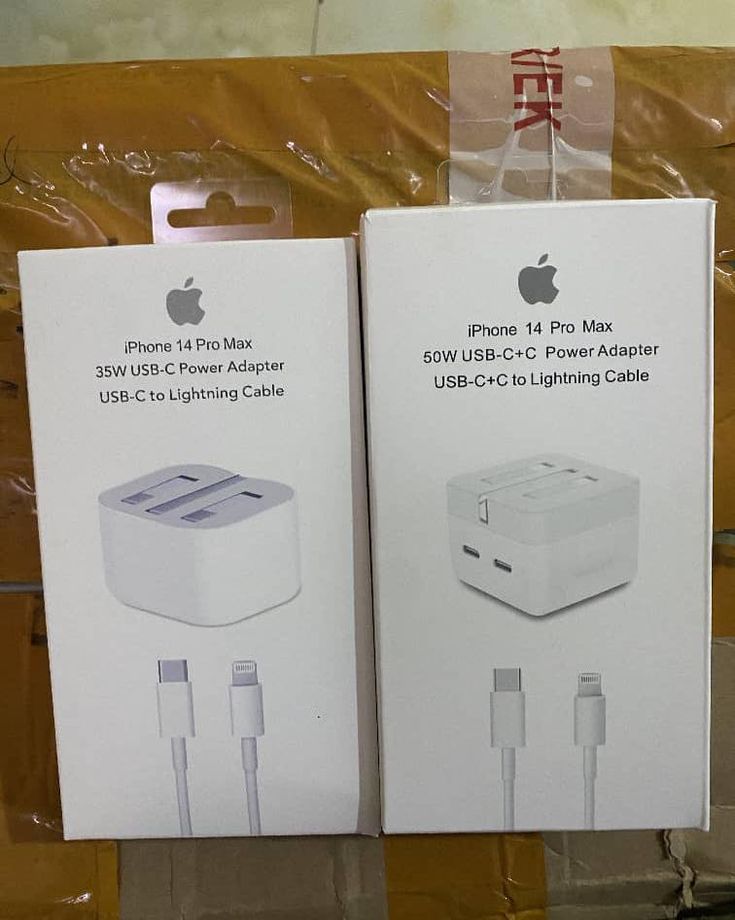 iPhone 14 Pro Max
35W USB-C Power Adapter
USB-C to Lightning Cable
iPhone 14 Pro Max
50W USB-C+C Power Adapter
USB-C+C to Lightning Cable